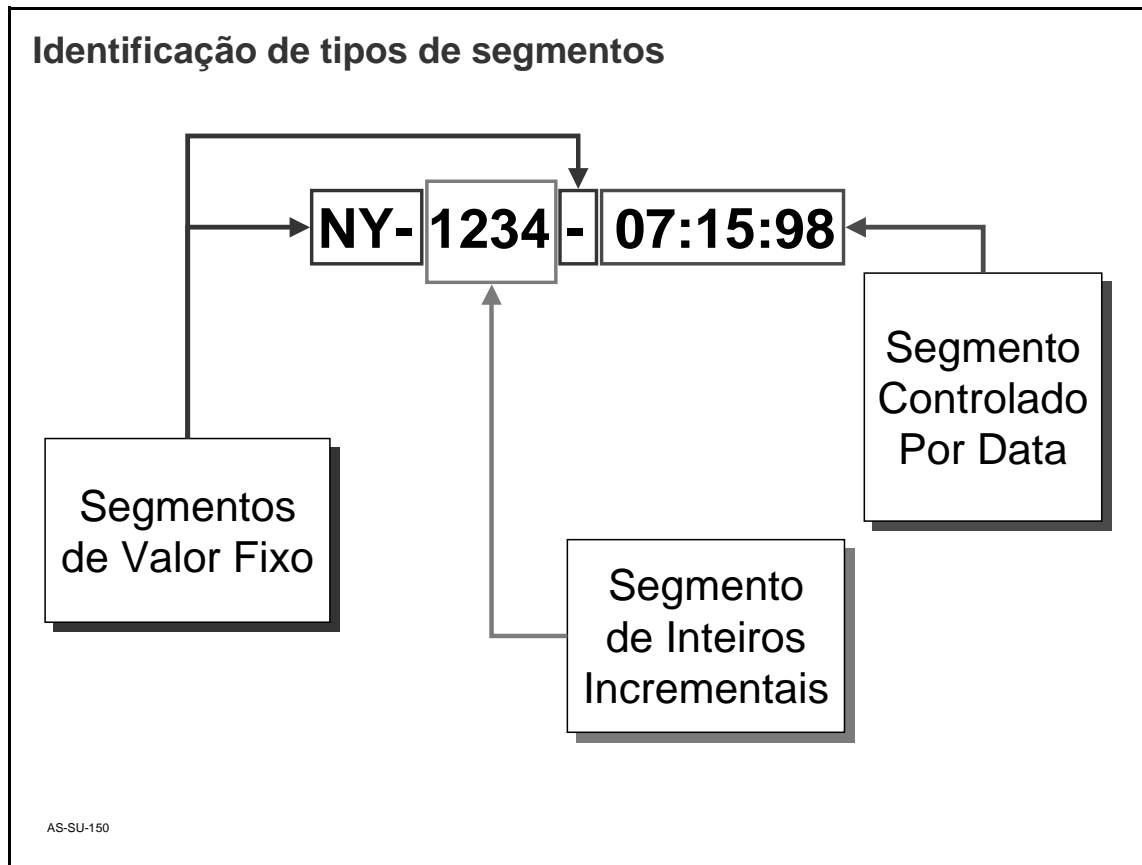 Identificação de tipos de segmentos
NY- 1234 - 07:15:98
Segmento
Controlado
Por Data
Segmentos
de Valor Fixo
Segmento
de Inteiros
Incrementais
AS-SU-150